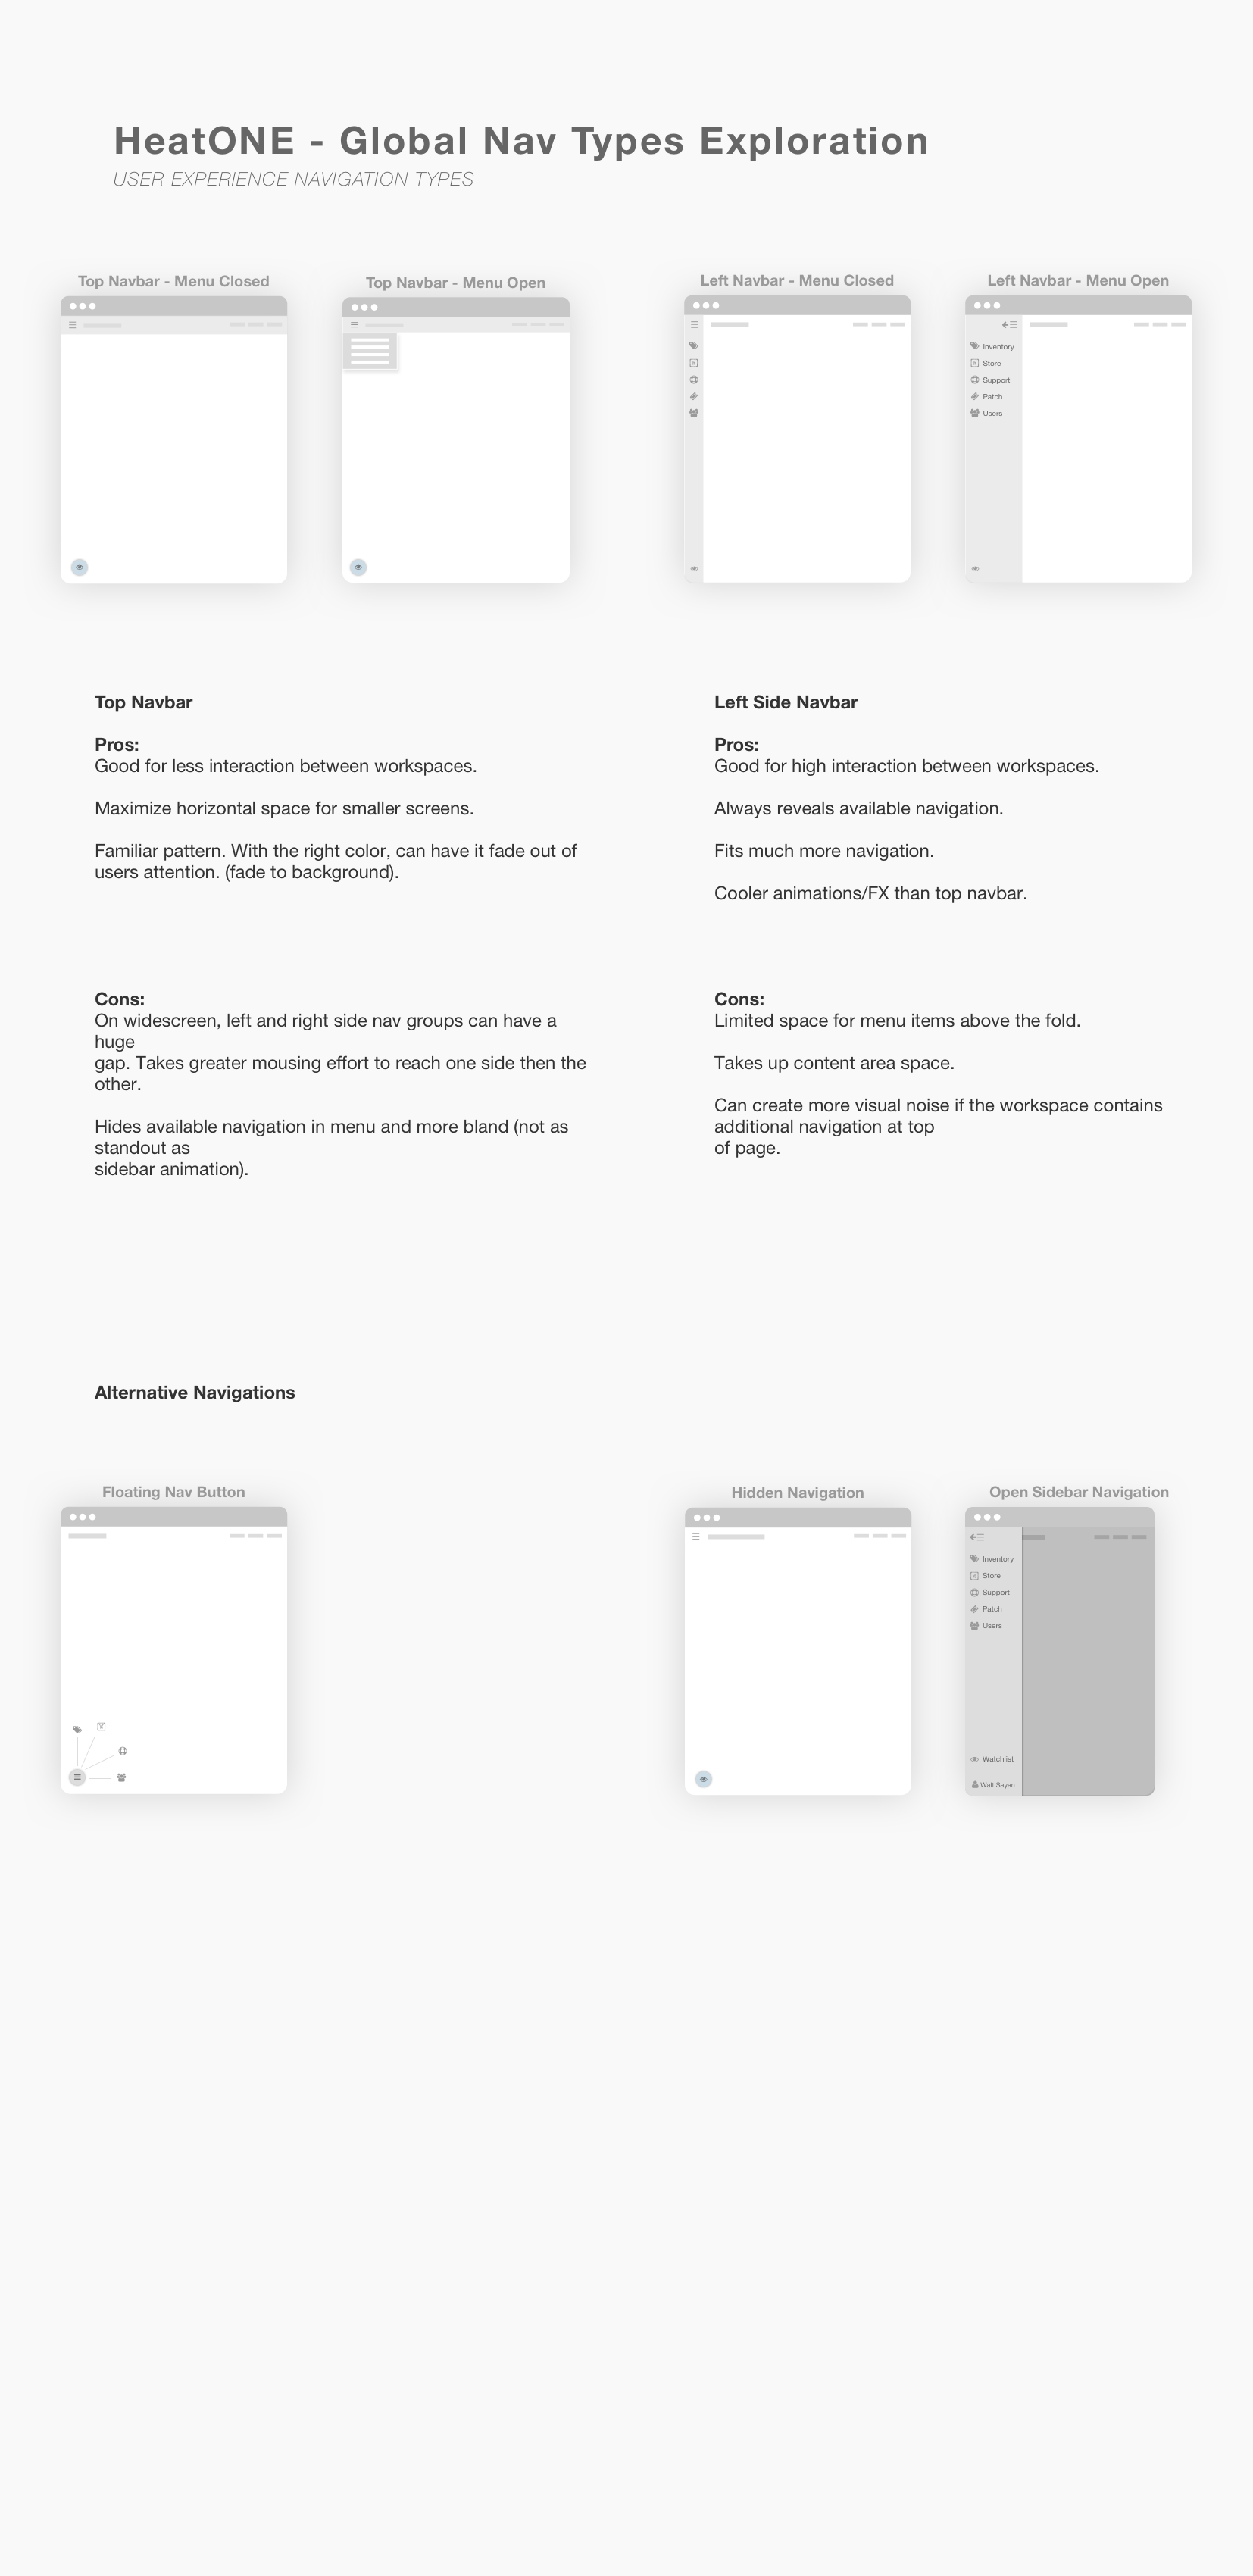 HeatONE - Global Nav Types Exploration
USER EXPERIENCE NAVIGATION TYPES
Top Navbar - Menu Closed
Top Navbar - Menu Open
Left Navbar - Menu Closed
Left Navbar - Menu Open
Inventory
Store
Support
Patch
Users
Top Navbar
Pros:
Good for less interaction between workspaces.
Maximize horizontal space for smaller screens.
Familiar pattern. With the right color, can have it fade out of
users attention. (fade to background).
Cons:
On widescreen, left and right side nav groups can have a
huge
gap. Takes greater mousing effort to reach one side then the
other.
Hides available navigation in menu and more bland (not as
standout as
sidebar animation).
Left Side Navbar
Pros:
Good for high interaction between workspaces.
Always reveals available navigation.
Fits much more navigation.
Cooler animations/FX than top navbar.
Cons:
Limited space for menu items above the fold.
Takes up content area space.
Can create more visual noise if the workspace contains
additional navigation at top
of page.
Alternative Navigations
Floating Nav Button
Hidden Navigation
Open Sidebar Navigation
Inventory
Store
Support
Patch
Users
Watchlist
Walt Sayan